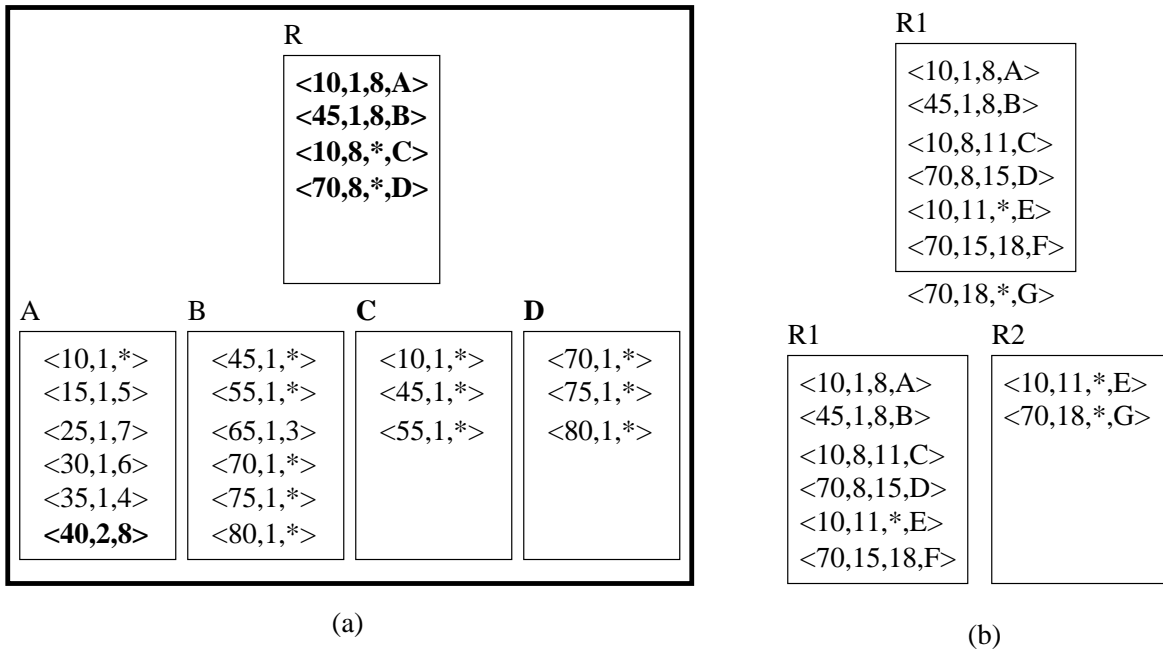 R
<10,1,8,A>
<45,1,8,B>
<10,8,*,C>
<70,8,*,D>
A
<10,1,*>
<15,1,5>
<25,1,7>
<30,1,6>
<35,1,4>
<40,2,8>
B
<45,1,*>
<55,1,*>
<65,1,3>
<70,1,*>
<75,1,*>
<80,1,*>
C
<10,1,*>
<45,1,*>
<55,1,*>
D
<70,1,*>
<75,1,*>
<80,1,*>
(a)
R1
<10,1,8,A>
<45,1,8,B>
<10,8,11,C>
<70,8,15,D>
<10,11,*,E>
<70,15,18,F>
<70,18,*,G>
R1
<10,1,8,A>
<45,1,8,B>
<10,8,11,C>
<70,8,15,D>
<10,11,*,E>
<70,15,18,F>
R2
<10,11,*,E>
<70,18,*,G>
(b)